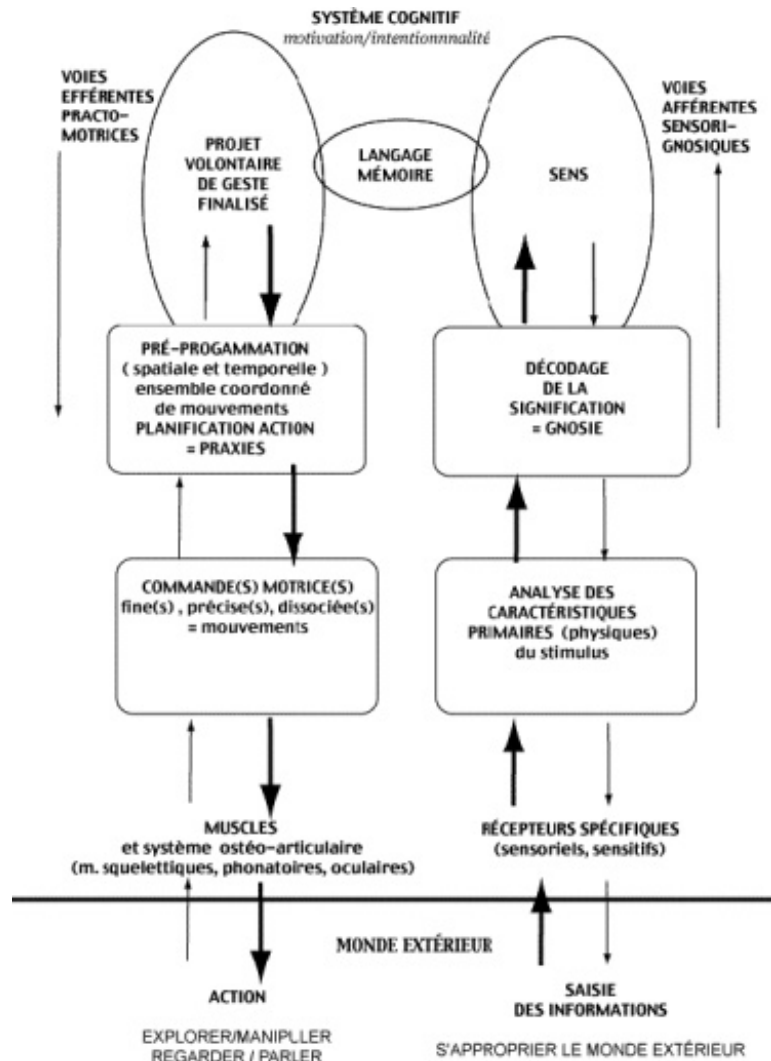 SYSTÈME COGNITIF
motivation/intentionnnalité
VOIES
EFFÉRENTES
PRACTO-
MOTRICES
VOIES
AFFÉRENTES
SENSORI-
GNOSIQUES
PROJET
VOLONTAIRE
DE GESTE
FINALISÉ
LANGAGE
MÉMOIRE
SENS
PRÉ-PROGAMMATION
( spatiale et temporelle )
ensemble coordonné
de mouvements
PLANIFICATION ACTION
= PRAXIES
DÉCODAGE
DE LA
SIGNIFICATION
= GNOSIE
COMMANDE(S) MOTRICE(S)
fine(s) , précise(s), dissociée(s)
= mouvements
ANALYSE DES
CARACTÉRISTIQUES
PRIMAIRES (physiques)
du stimulus
MUSCLES
et système ostéo-articulaire
(m. squelettiques, phonatoires, oculaires)
RÉCEPTEURS SPÉCIFIQUES
(sensoriels, sensitifs)
MONDE EXTÉRIEUR
ACTION
SAISIE
DES INFORMATIONS
EXPLORER/MANIPULER
REGARDER / PARLER
S'APPROPRIER LE MONDE EXTÉRIEUR